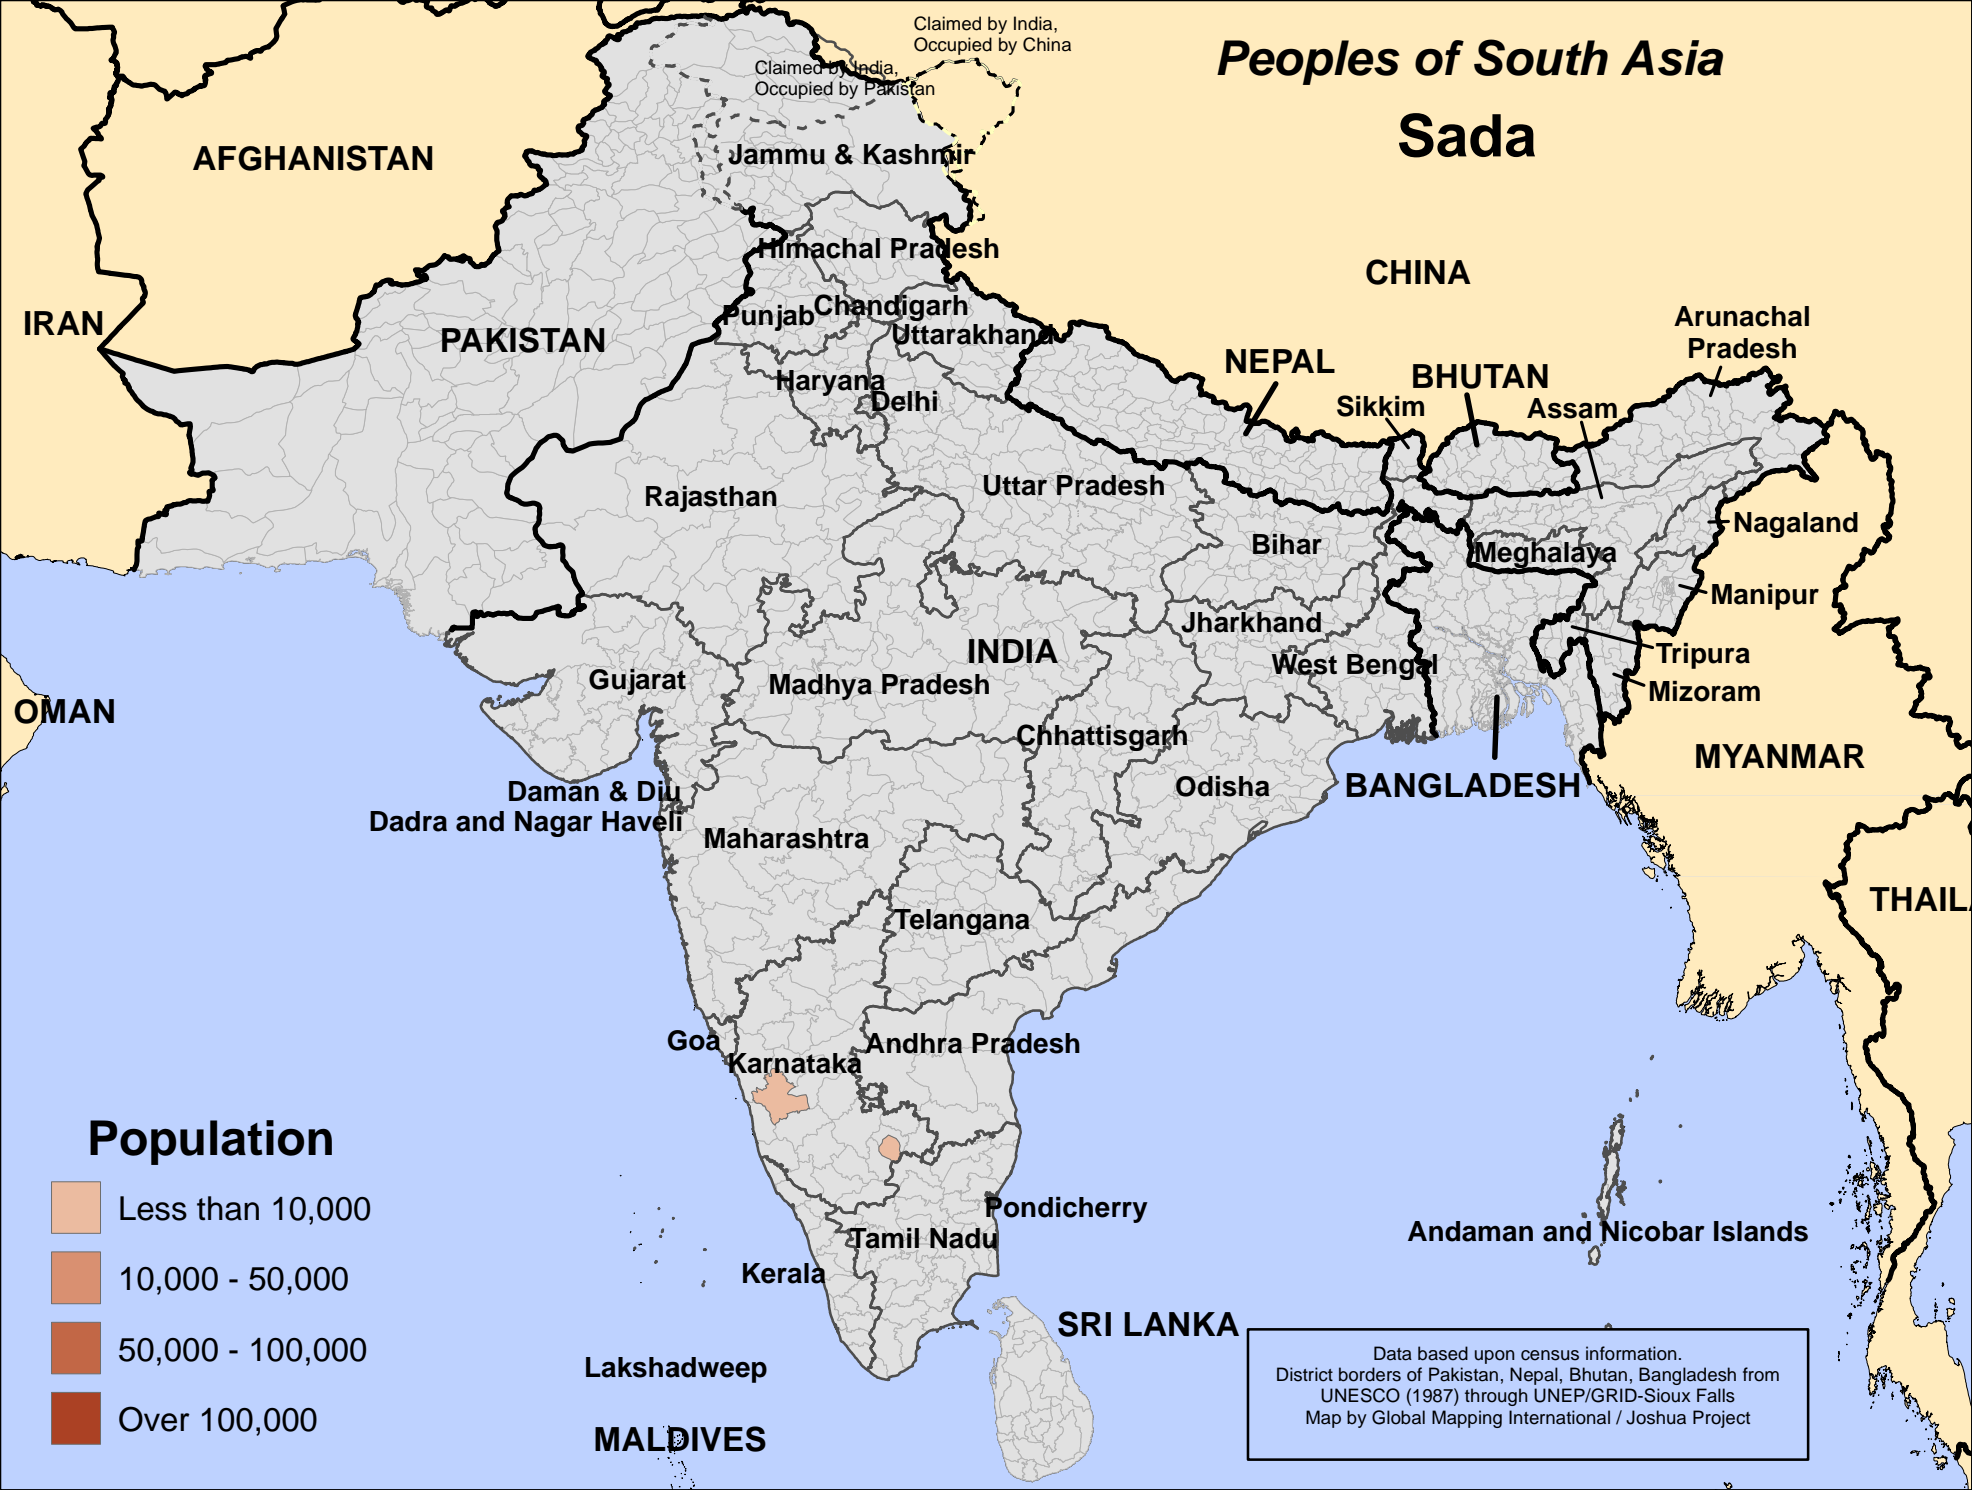 Claimed by India,
Occupied by China
Peoples of South Asia
Sada
Claimed by India,
Occupied by Pakistan
AFGHANISTAN
Jammu & Kashmir
Himachal Pradesh
CHINA
IRAN
PAKISTAN
Punjab
Chandigarh
Uttarakhand
Arunachal
Pradesh
NEPAL
BHUTAN
Haryana
Delhi
Sikkim
Assam
Rajasthan
Uttar Pradesh
Nagaland
Bihar
Meghalaya
Manipur
Jharkhand
INDIA
Tripura
West Bengal
Gujarat
Madhya Pradesh
Mizoram
OMAN
Chhattisgarh
MYANMAR
Odisha
BANGLADESH
Daman & Diu
Dadra and Nagar Haveli
Maharashtra
THAIL
Telangana
Goa
Andhra Pradesh
Karnataka
Population
Less than 10,000
10,000 - 50,000
50,000 - 100,000
Over 100,000
Pondicherry
Tamil Nadu
Andaman and Nicobar Islands
Kerala
SRI LANKA
Lakshadweep
MALDIVES
Data based upon census information.
District borders of Pakistan, Nepal, Bhutan, Bangladesh from
UNESCO (1987) through UNEP/GRID-Sioux Falls
Map by Global Mapping International / Joshua Project